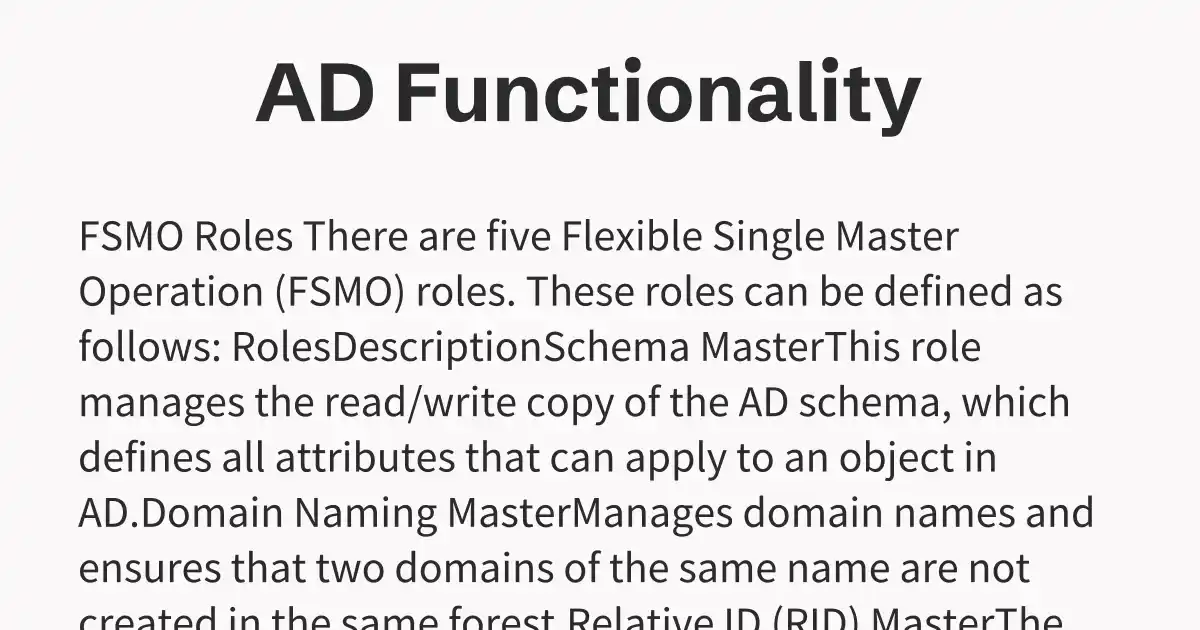 AD Functionality
FSMO Roles There are five Flexible Single Master
Operation (FSMO) roles. These roles can be defined as
follows: RolesDescriptionSchema MasterThis role
manages the read/write copy of the AD schema, which
defines all attributes that can apply to an object in
AD.Domain Naming MasterManages domain names and
ensures that two domains of the same name are not
created in the same forest.Relative ID (RID) MasterThe